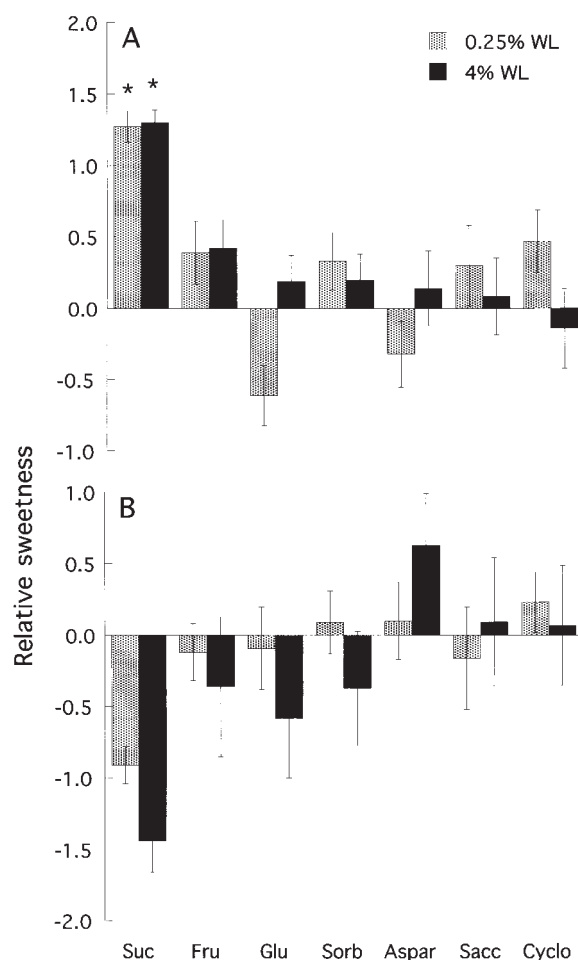 2.0
A
0.25% WL
4% WL
1.5
* *
1.0
0.5
0.0
-0.5
-1.0
Relative sweetness
1.0
B
0.5
0.0
-0.5
-1.0
-1.5
-2.0
Suc Fru Glu Sorb Aspar Sacc Cyclo